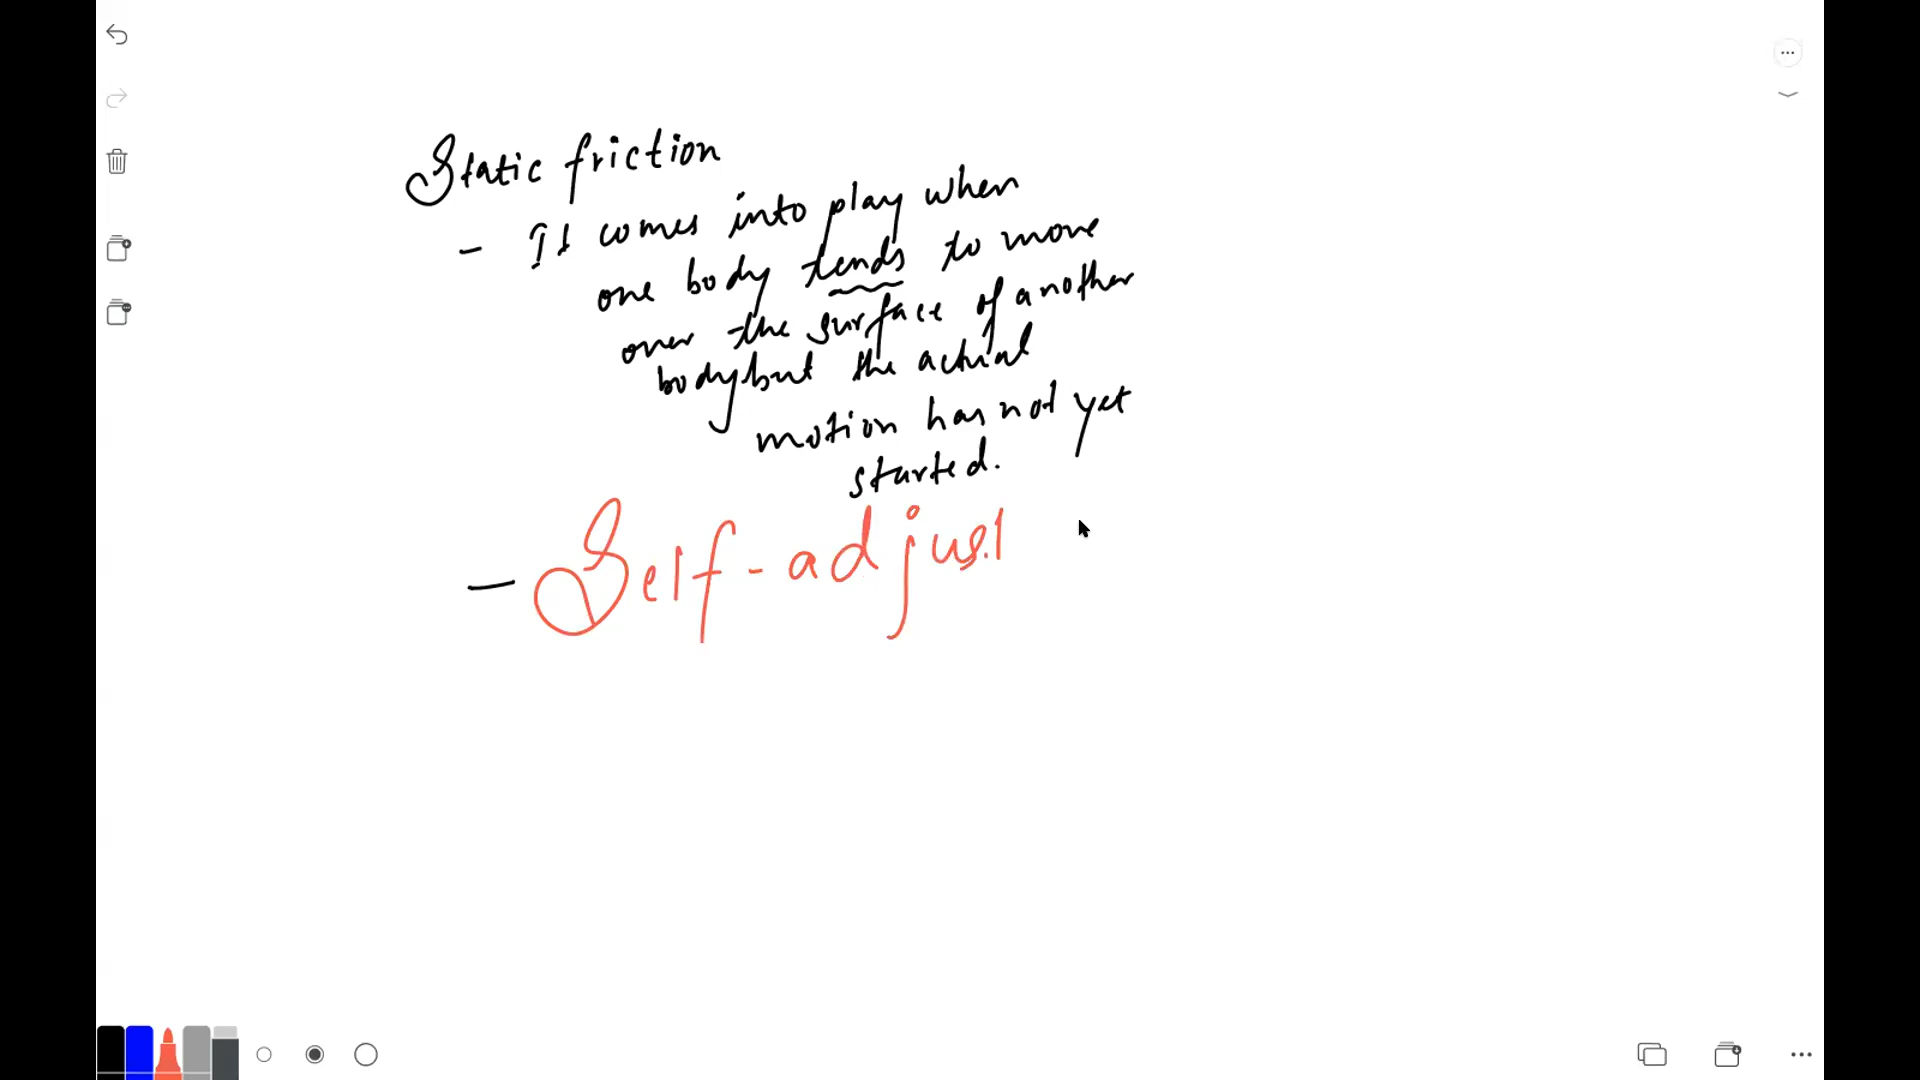 Static friction
- It comes into play when
one body tends to move
over the surface of another
body but the actual
motion has not yet
started.
- Self-adjust